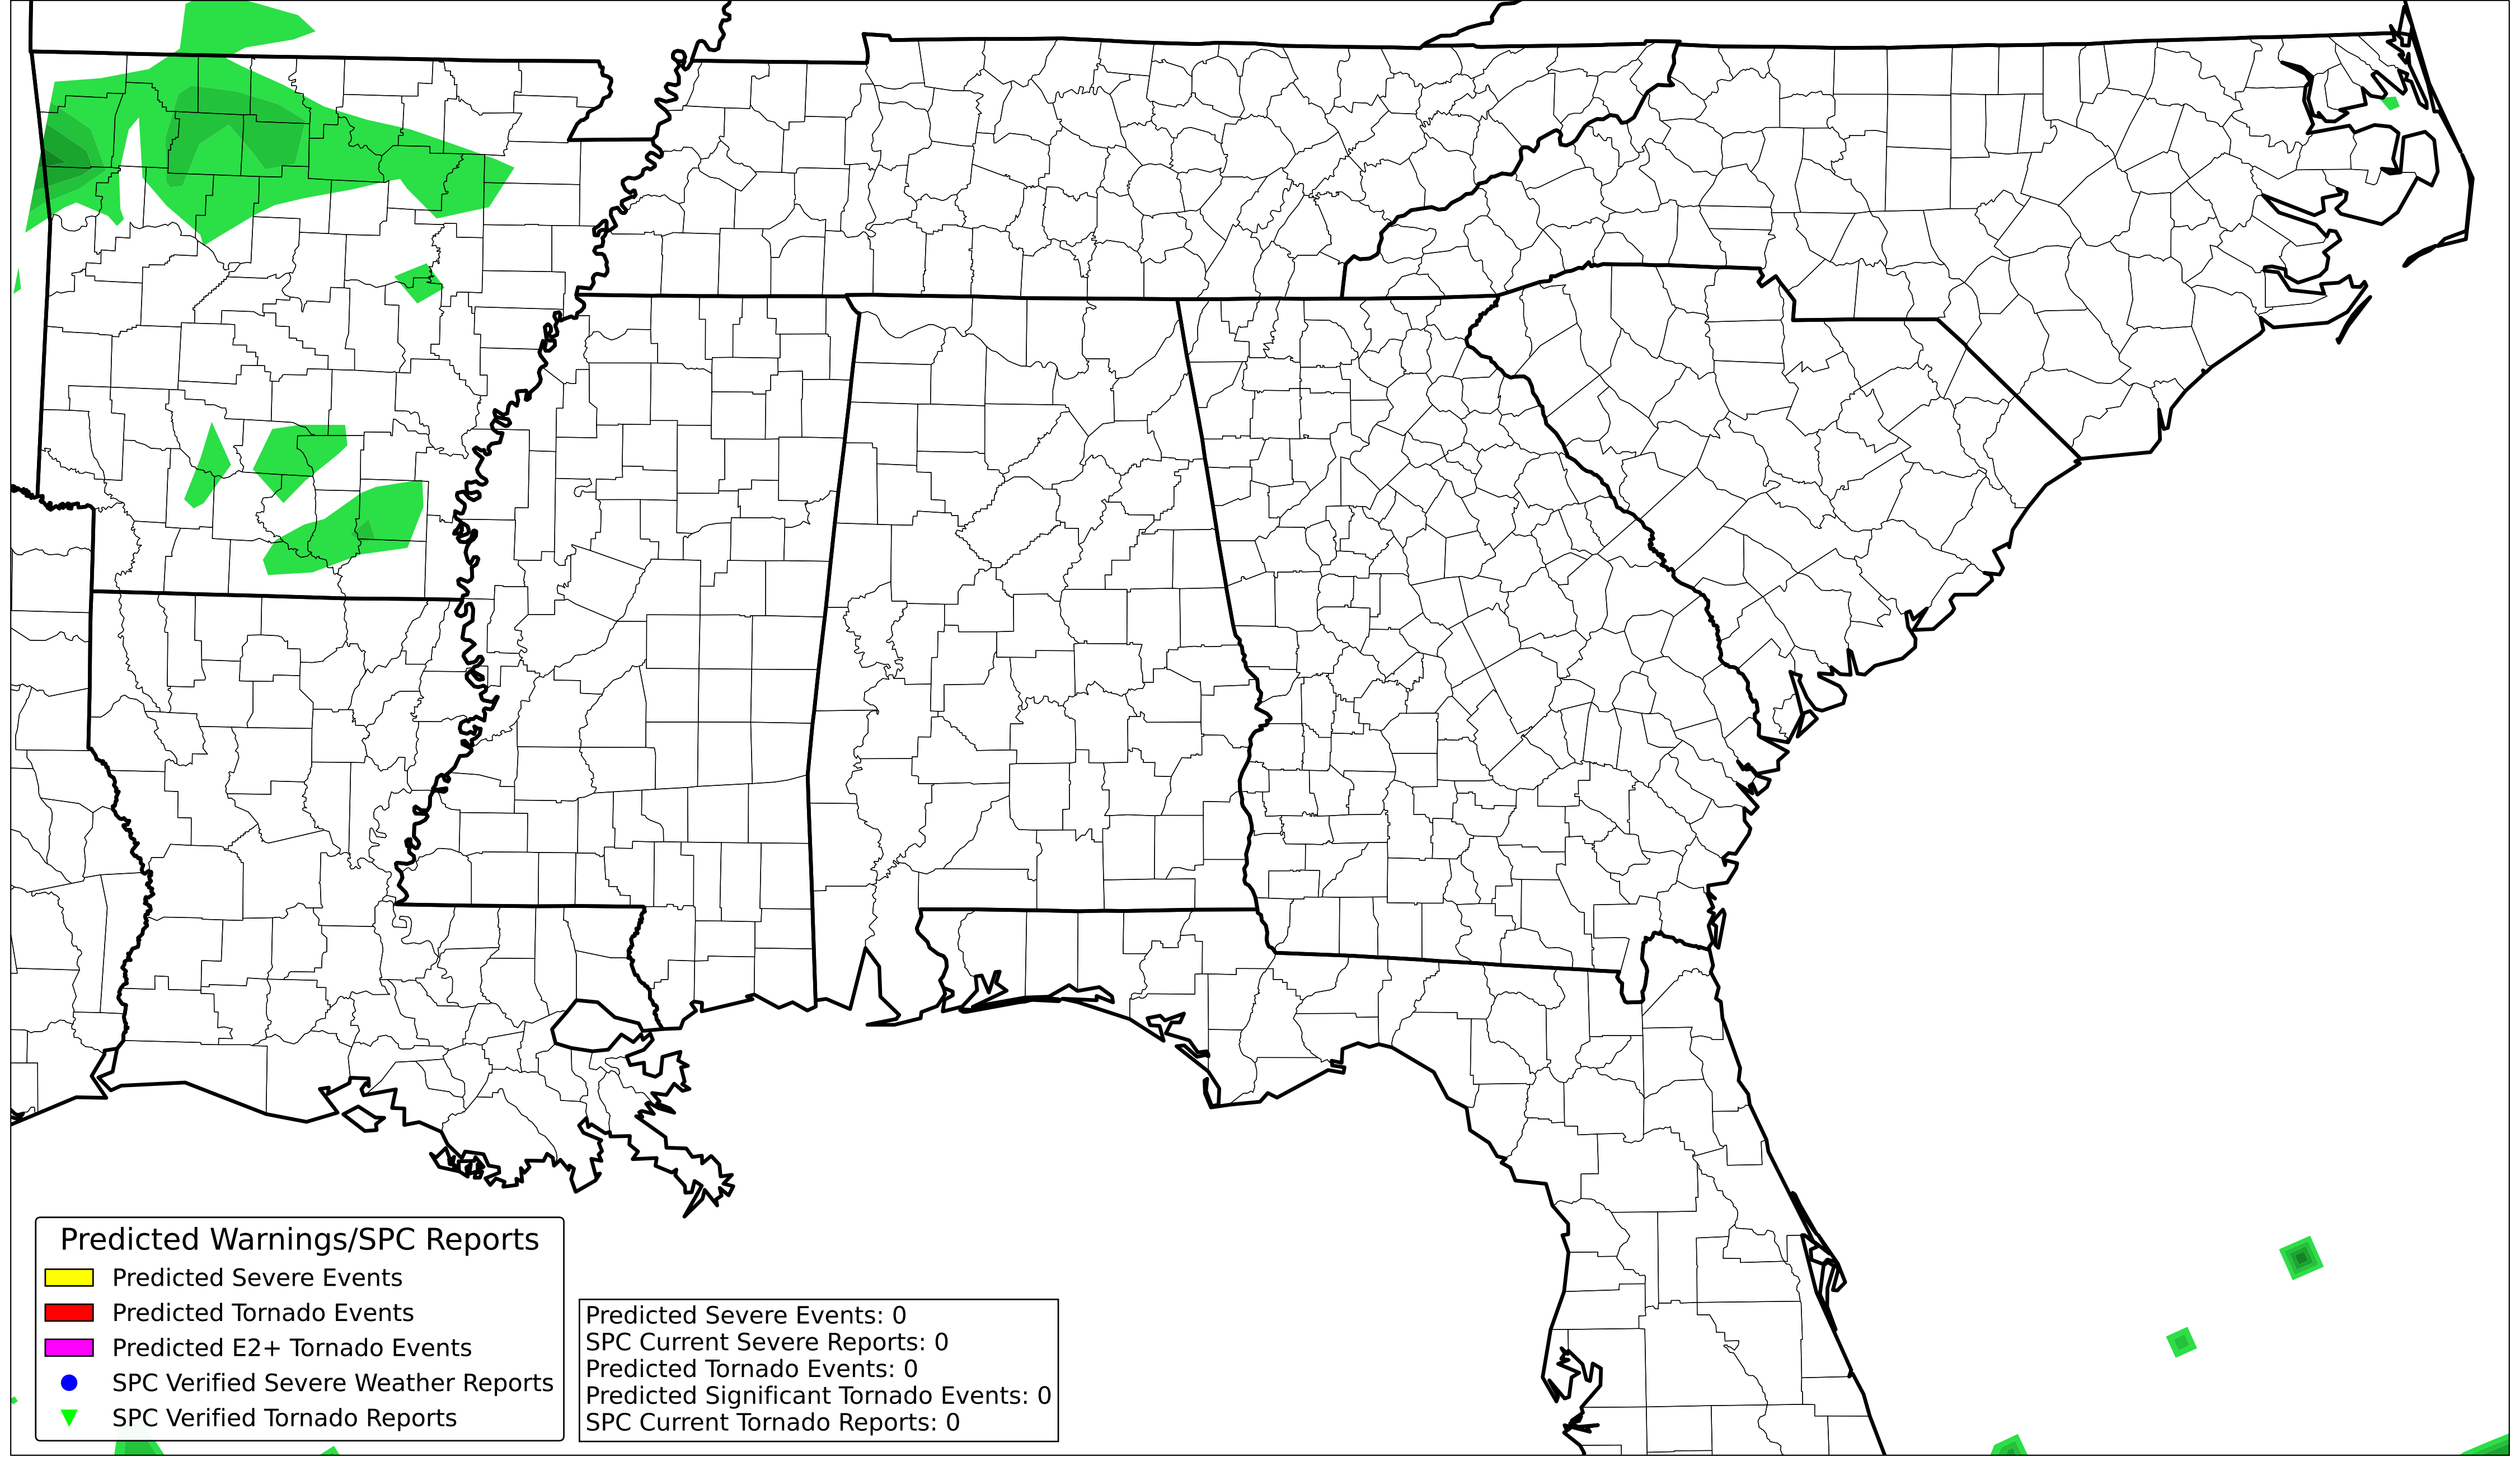 Predicted Warnings/SPC Reports
Predicted Severe Events
Predicted Tornado Events
Predicted E2+ Tornado Events
SPC Verified Severe Weather Reports
SPC Verified Tornado Reports
Predicted Severe Events: 0
SPC Current Severe Reports: 0
Predicted Tornado Events: 0
Predicted Significant Tornado Events: 0
SPC Current Tornado Reports: 0